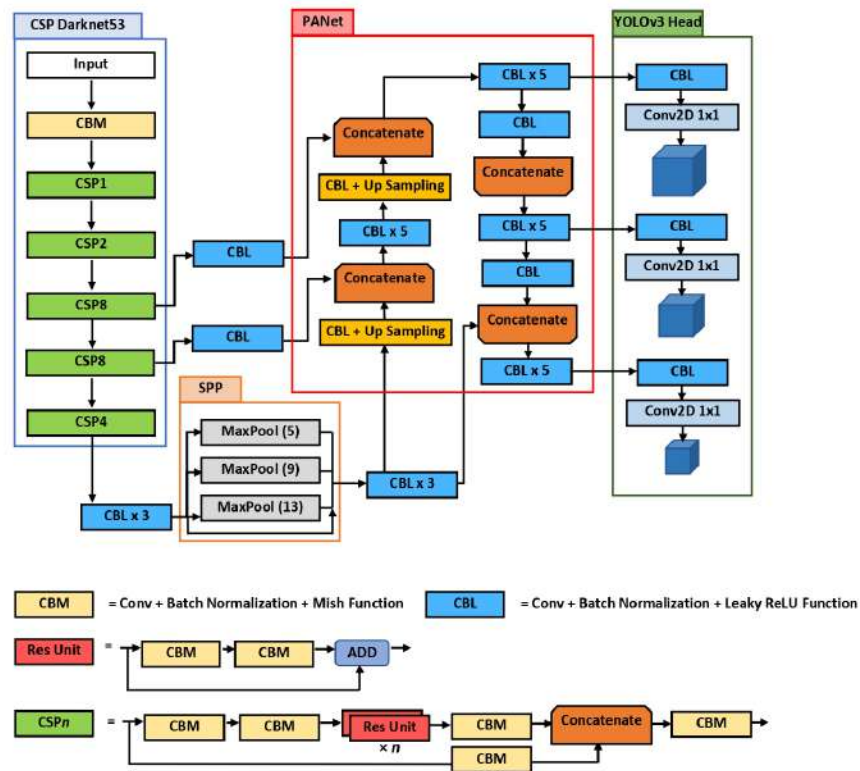 CSP Darknet53
PANet
YOLOv3 Head
Input
CBM
CSP1
CSP2
CSP8
CSP8
CSP4
CBL
CBL
CBL x 3
SPP
MaxPool (5)
MaxPool (9)
MaxPool (13)
CBL x 3
Concatenate
CBL + Up Sampling
CBL x 5
Concatenate
CBL + Up Sampling
CBL x 5
CBL
Concatenate
CBL x 5
CBL
Concatenate
CBL x 5
CBL
Conv2D 1x1
CBL
Conv2D 1x1
CBL
Conv2D 1x1
CBM = Conv + Batch Normalization + Mish Function
CBL = Conv + Batch Normalization + Leaky ReLU Function
Res Unit = CBM CBM ADD
CSPn = CBM CBM Res Unit CBM Concatenate CBM
× n
CBM